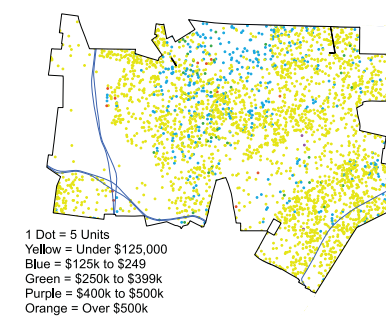 1 Dot = 5 Units
Yellow = Under $125,000
Blue = $125k to $249
Green = $250k to $399k
Purple = $400k to $500k
Orange = Over $500k